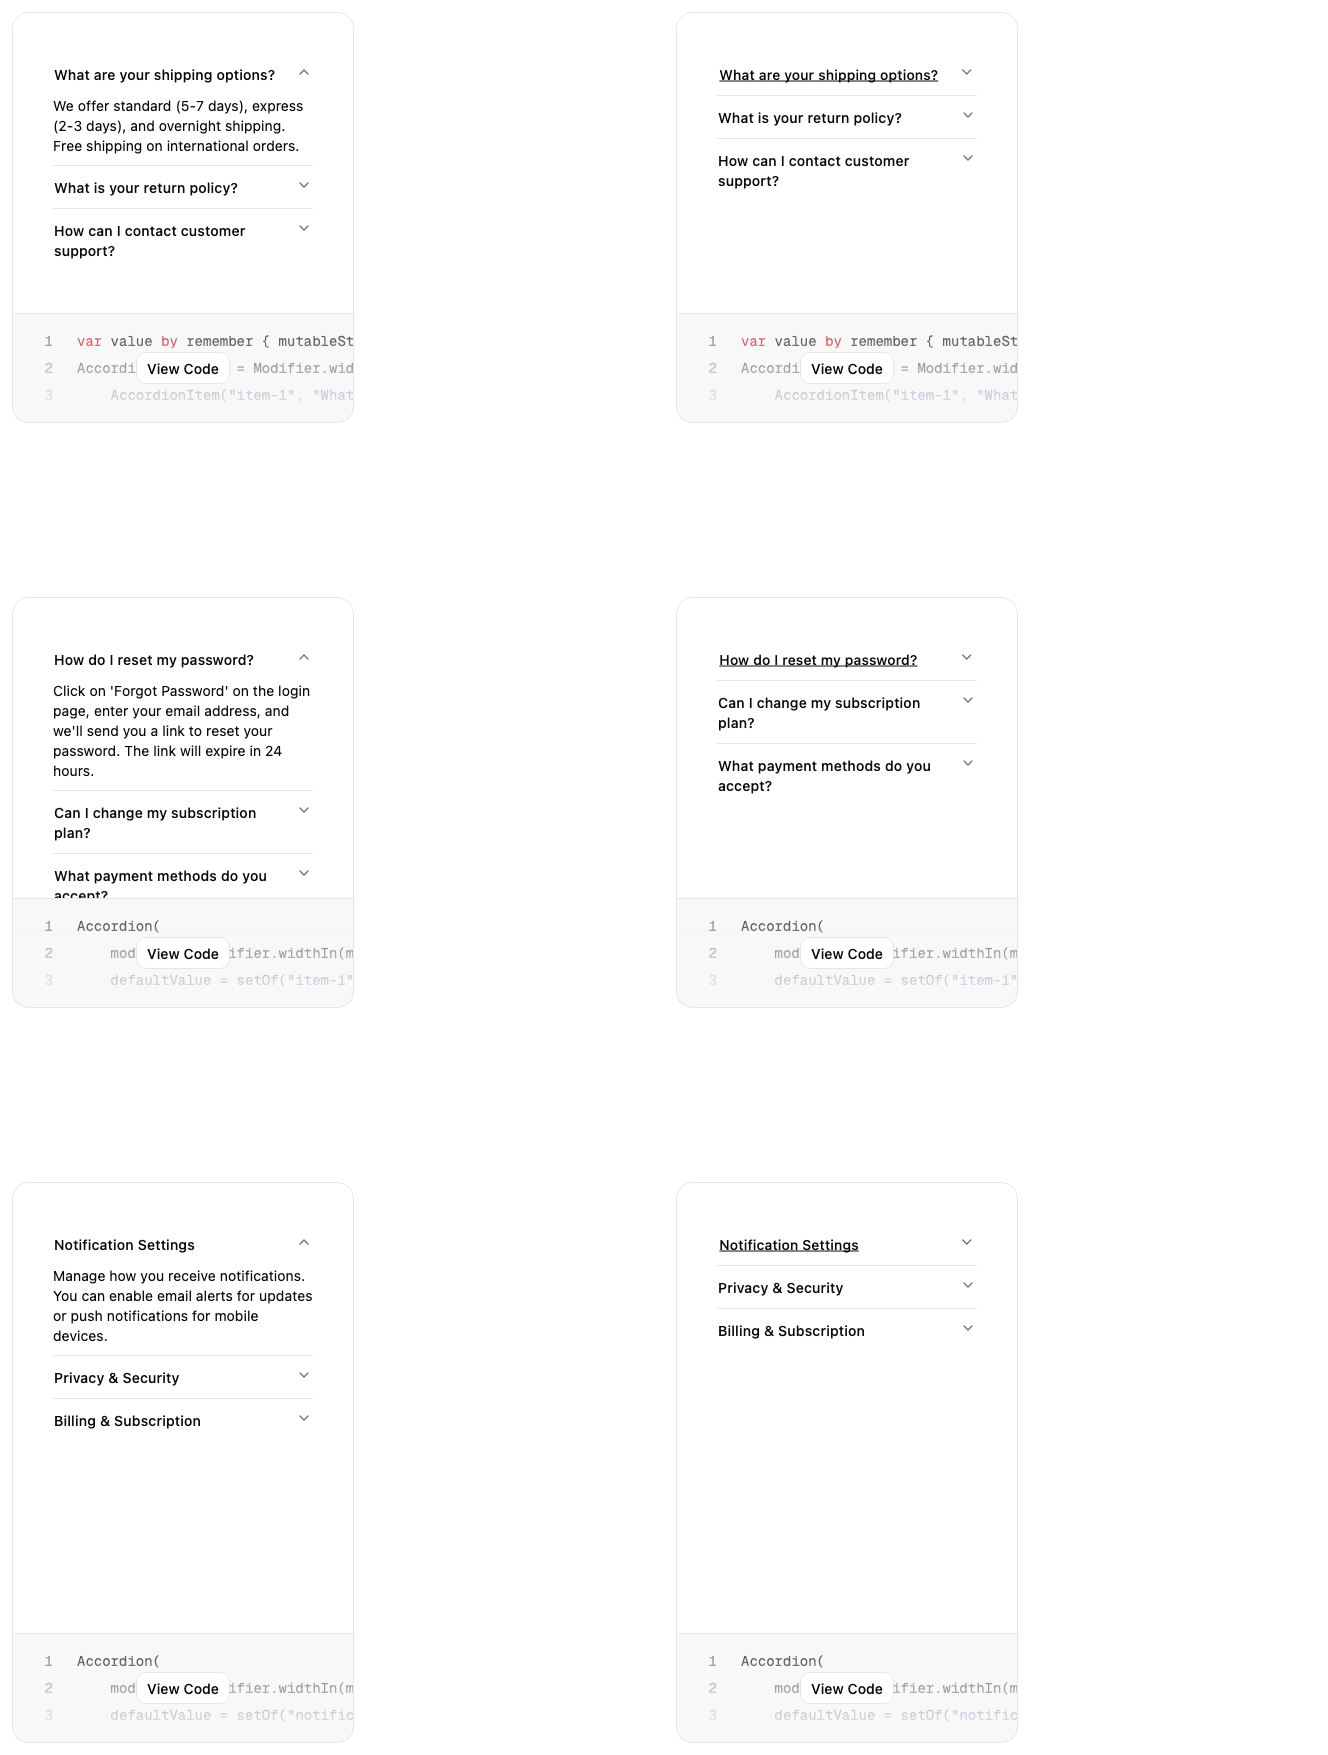 What are your shipping options?
We offer standard (5-7 days), express
(2-3 days), and overnight shipping.
Free shipping on international orders.
What is your return policy?
How can I contact customer
support?
1 var value by remember { mutableSt
2 Accordi View Code = Modifier.wid
3 AccordionItem("item-1", "What
What are your shipping options?
What is your return policy?
How can I contact customer
support?
1 var value by remember { mutableSt
2 Accordi View Code = Modifier.wid
3 AccordionItem("item-1", "What
How do I reset my password?
Click on 'Forgot Password' on the login
page, enter your email address, and
we'll send you a link to reset your
password. The link will expire in 24
hours.
Can I change my subscription
plan?
What payment methods do you
accept?
1 Accordion(
2 mod View Code ifier.widthIn(m
3 defaultValue = setOf("item-1"
How do I reset my password?
Can I change my subscription
plan?
What payment methods do you
accept?
1 Accordion(
2 mod View Code ifier.widthIn(m
3 defaultValue = setOf("item-1"
Notification Settings
Manage how you receive notifications.
You can enable email alerts for updates
or push notifications for mobile
devices.
Privacy & Security
Billing & Subscription
1 Accordion(
2 mod View Code ifier.widthIn(m
3 defaultValue = setOf("notific
Notification Settings
Privacy & Security
Billing & Subscription
1 Accordion(
2 mod View Code ifier.widthIn(m
3 defaultValue = setOf("notific